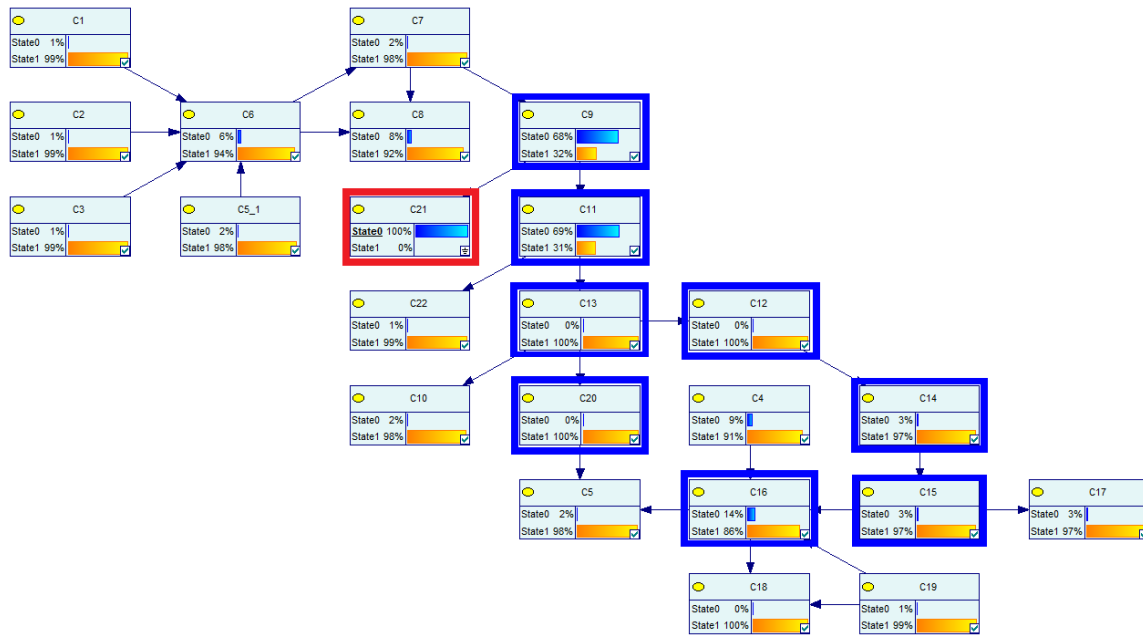 C1
State0 1%
State1 99%
C7
State0 2%
State1 98%
C2
State0 1%
State1 99%
C6
State0 6%
State1 94%
C8
State0 8%
State1 92%
C9
State0 68%
State1 32%
C3
State0 1%
State1 99%
C5_1
State0 2%
State1 98%
C21
State0 100%
State1 0%
C11
State0 69%
State1 31%
C22
State0 1%
State1 99%
C13
State0 0%
State1 100%
C12
State0 0%
State1 100%
C10
State0 2%
State1 98%
C20
State0 0%
State1 100%
C4
State0 9%
State1 91%
C14
State0 3%
State1 97%
C5
State0 2%
State1 98%
C16
State0 14%
State1 86%
C15
State0 3%
State1 97%
C17
State0 3%
State1 97%
C18
State0 0%
State1 100%
C19
State0 1%
State1 99%